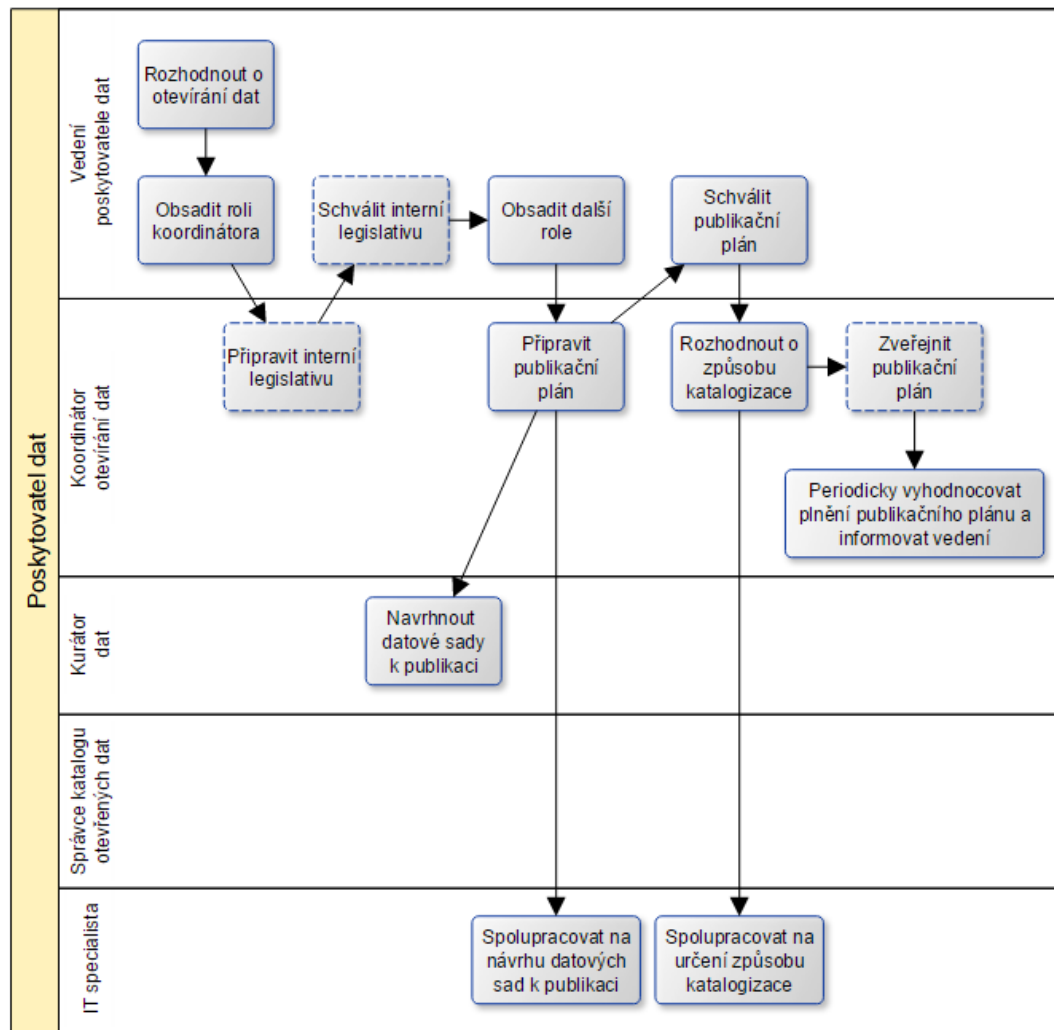 Poskytovatel dat
Vedení
poskytovatele dat
Rozhodnout o
otevírání dat
Obsadit roli
koordinátora
Schválit interní
legislativu
Obsadit další
role
Schválit
publikační
plán
Koordinátor
otevírání dat
Připravit interní
legislativu
Připravit
publikační
plán
Rozhodnout o
způsobu
katalogizace
Zveřejnit
publikační
plán
Periodicky vyhodnocovat
plnění publikačního plánu a
informovat vedení
Kurátor
dat
Navrhnout
datové sady
k publikaci
Správce katalogu
otevřených dat
IT specialista
Spolupracovat na
návrhu datových
sad k publikaci
Spolupracovat na
určení způsobu
katalogizace